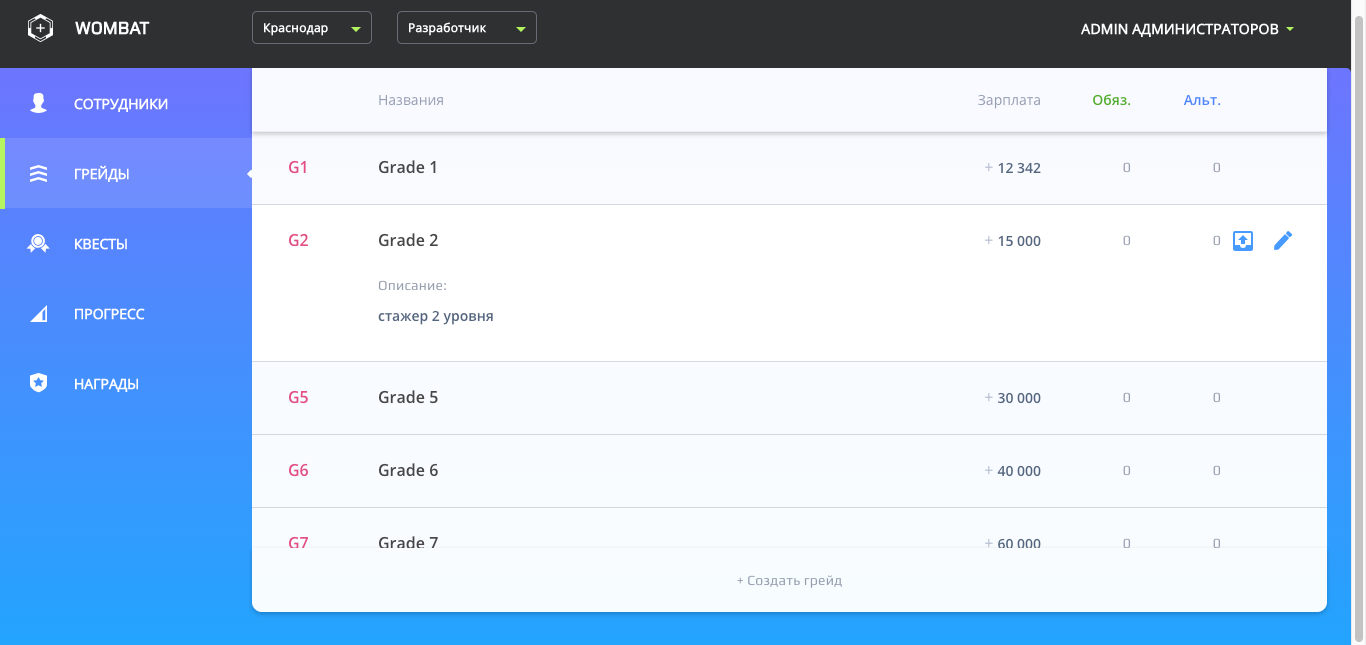 WOMBAT
Краснодар
Разработчик
ADMIN АДМИНИСТРАТОРОВ
СОТРУДНИКИ
ГРЕЙДЫ
КВЕСТЫ
ПРОГРЕСС
НАГРАДЫ
Названия Зарплата Обяз. Альт.
G1 Grade 1 + 12 342 0 0
G2 Grade 2 + 15 000 0 0
Описание:
стажер 2 уровня
G5 Grade 5 + 30 000 0 0
G6 Grade 6 + 40 000 0 0
G7 Grade 7 + 60 000 0 0
+ Создать грейд